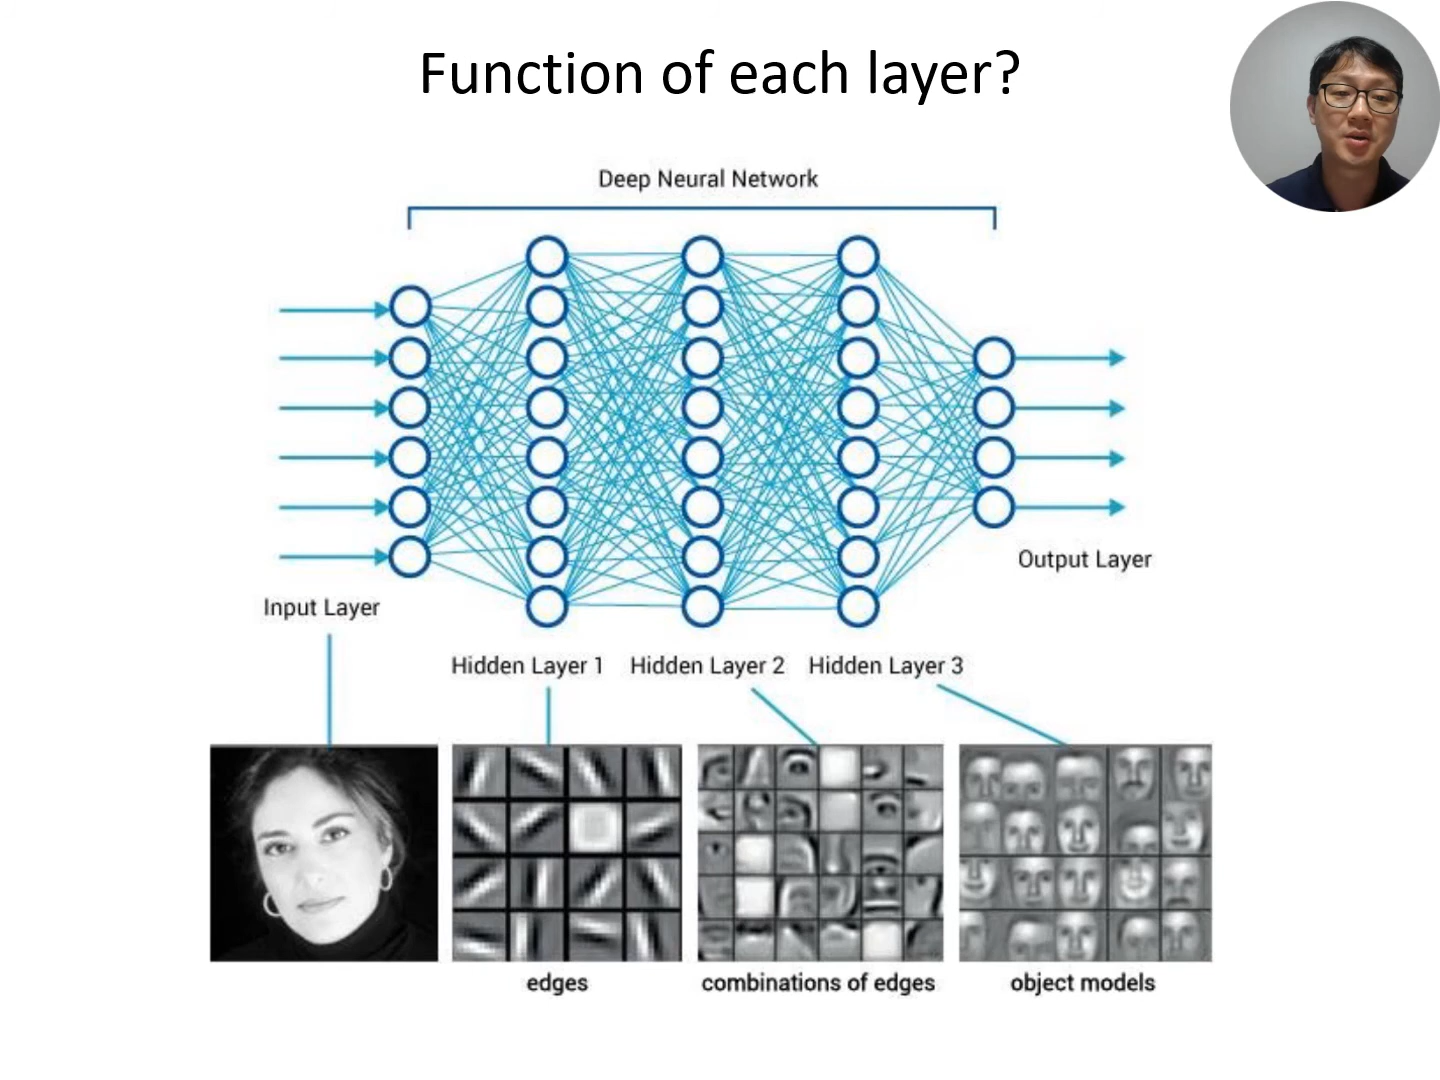 Function of each layer?
Deep Neural Network
Output Layer
Input Layer
Hidden Layer 1
Hidden Layer 2
Hidden Layer 3
edges
combinations of edges
object models